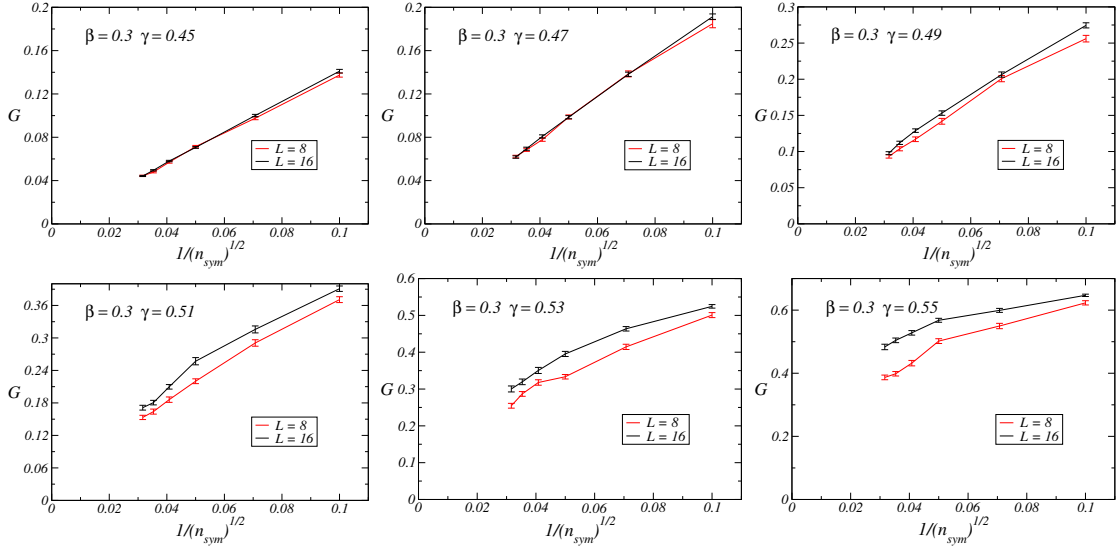 0.2
0.16
0.12
0.08
0.04
0
G
β = 0.3 γ = 0.45
L = 8
L = 16
0 0.02 0.04 0.06 0.08 0.1
1/(n_sym)^1/2
0.2
0.16
0.12
0.08
0.04
0
G
β = 0.3 γ = 0.47
L = 8
L = 16
0 0.02 0.04 0.06 0.08 0.1
1/(n_sym)^1/2
0.3
0.25
0.2
0.15
0.1
0.05
0
G
β = 0.3 γ = 0.49
L = 8
L = 16
0 0.02 0.04 0.06 0.08 0.1
1/(n_sym)^1/2
0.36
0.3
0.24
0.18
0.12
0.06
0
G
β = 0.3 γ = 0.51
L = 8
L = 16
0 0.02 0.04 0.06 0.08 0.1
1/(n_sym)^1/2
0.6
0.5
0.4
0.3
0.2
0.1
0
G
β = 0.3 γ = 0.53
L = 8
L = 16
0 0.02 0.04 0.06 0.08 0.1
1/(n_sym)^1/2
0.6
0.4
0.2
0
G
β = 0.3 γ = 0.55
L = 8
L = 16
0 0.02 0.04 0.06 0.08 0.1
1/(n_sym)^1/2